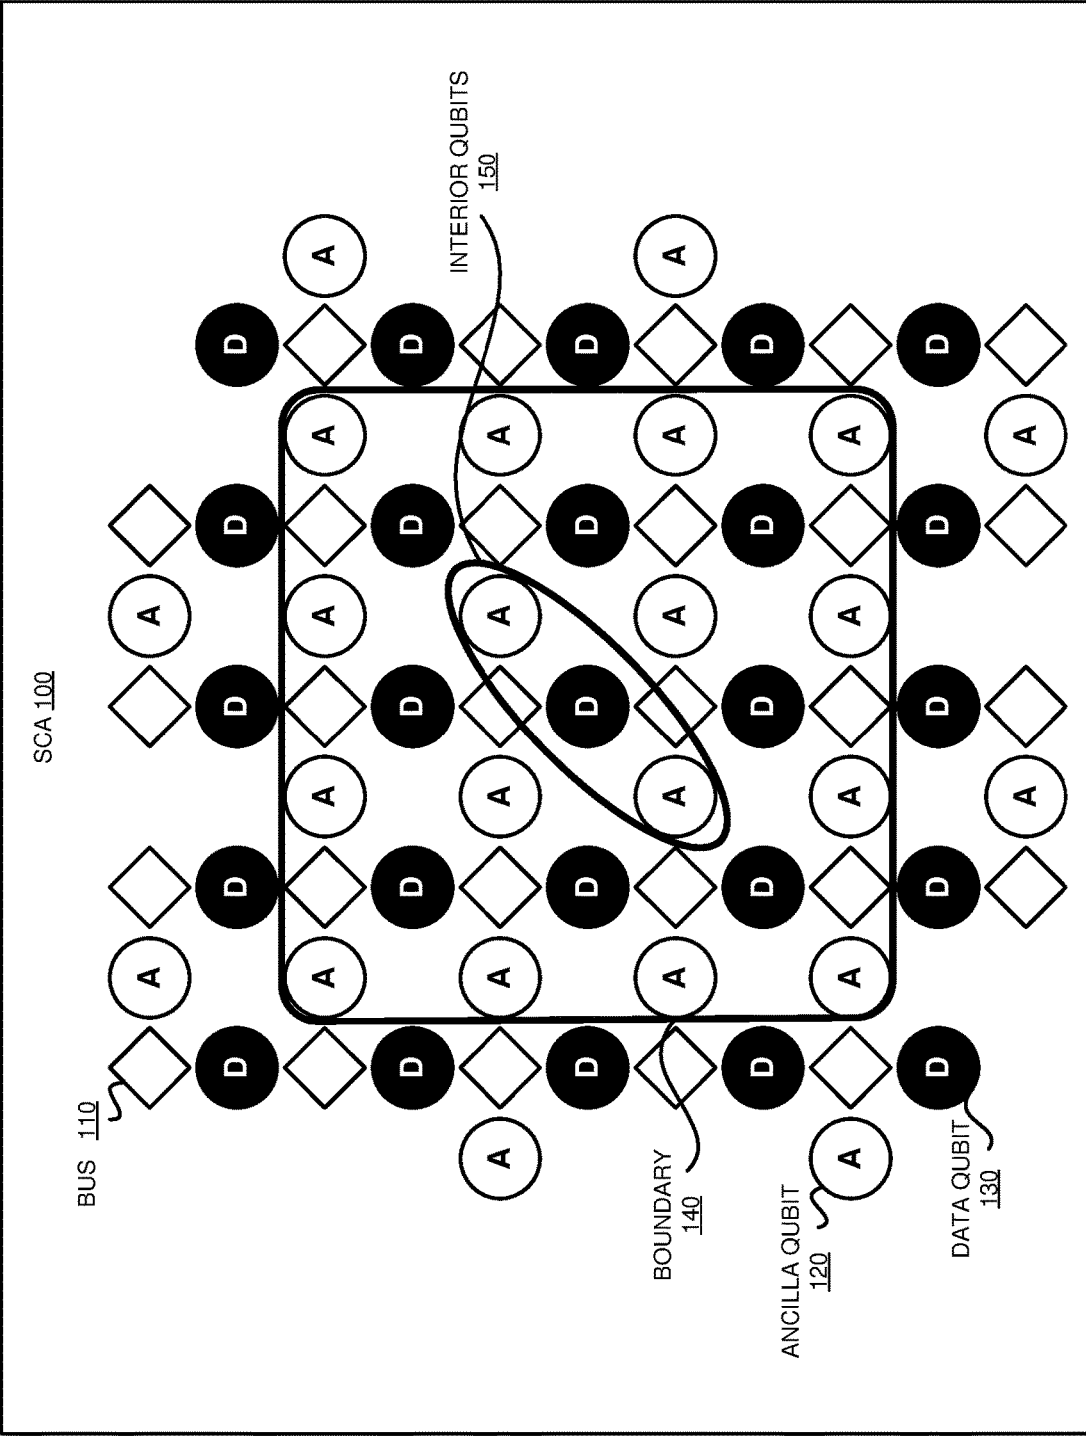 SCA 100
BUS 110
A A
D D D D D
A A A A A
D D D D D
INTERIOR QUBITS
150
A A A A A
D D D D D
BOUNDARY
140
A A A A A
D D D D D
ANCILLA QUBIT
120
A A A A A
D D D D D
DATA QUBIT
130
A A